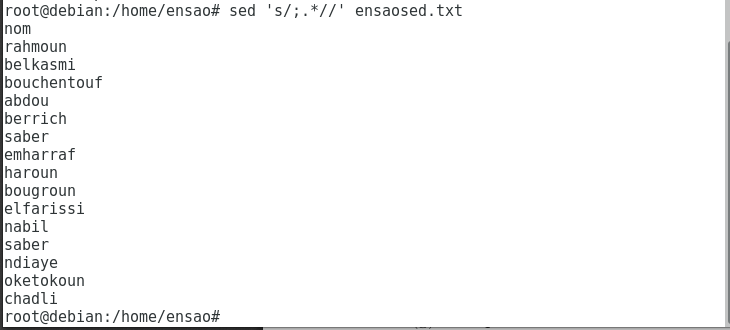 root@debian:/home/ensao# sed 's/;.*//' ensaosed.txt
nom
rahmoun
belkasmi
bouchentouf
abdou
berrich
saber
emharraf
haroun
bougroun
elfarissi
nabil
saber
ndiaye
oketokoun
chadli
root@debian:/home/ensao#